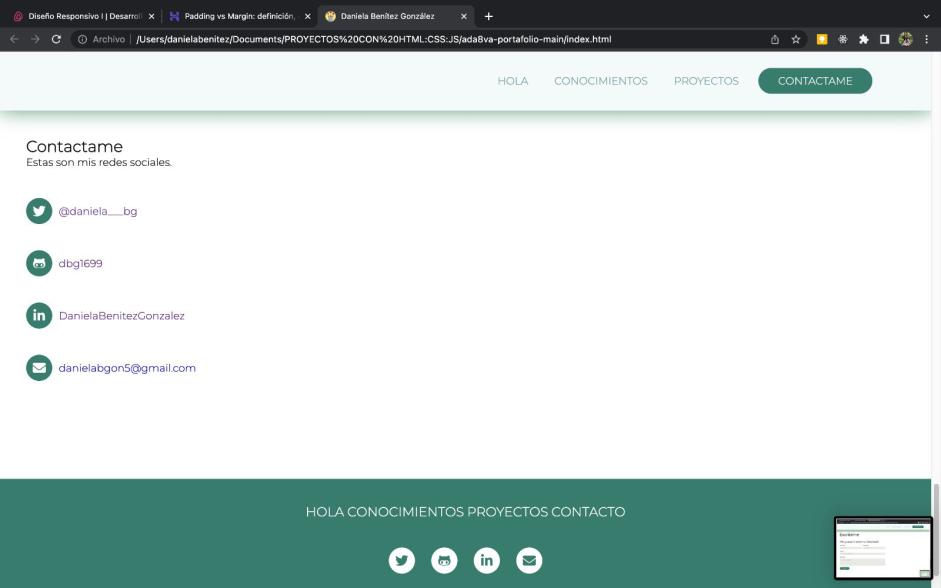 Diseño Responsivo I | Desarroll
Padding vs Margin: definición,
Daniela Benítez González
Archivo | /Users/danielabenitez/Documents/PROYECTOS%20CON%20HTML:CSS:JS/ada8va-portafolio-main/index.html
HOLA CONOCIMIENTOS PROYECTOS CONTACTAME
Contactame
Estas son mis redes sociales.
@daniela___bg
dbg1699
in DanielaBenitezGonzalez
danielabgon5@gmail.com
HOLA CONOCIMIENTOS PROYECTOS CONTACTO
in